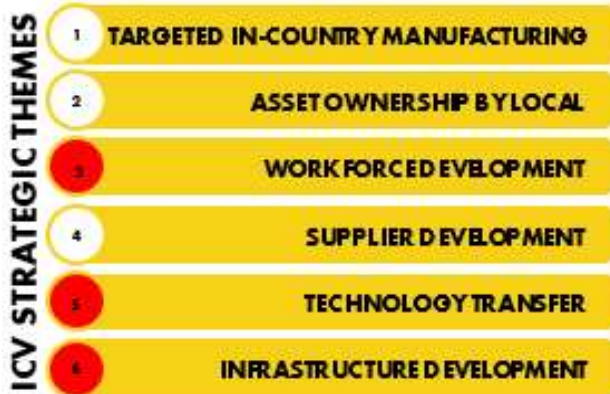 ICV STRATEGIC THEMES
1 TARGETED IN-COUNTRY MANUFACTURING
2 ASSET OWNERSHIP BY LOCAL
3 WORKFORCE DEVELOPMENT
4 SUPPLIER DEVELOPMENT
5 TECHNOLOGY TRANSFER
6 INFRASTRUCTURE DEVELOPMENT